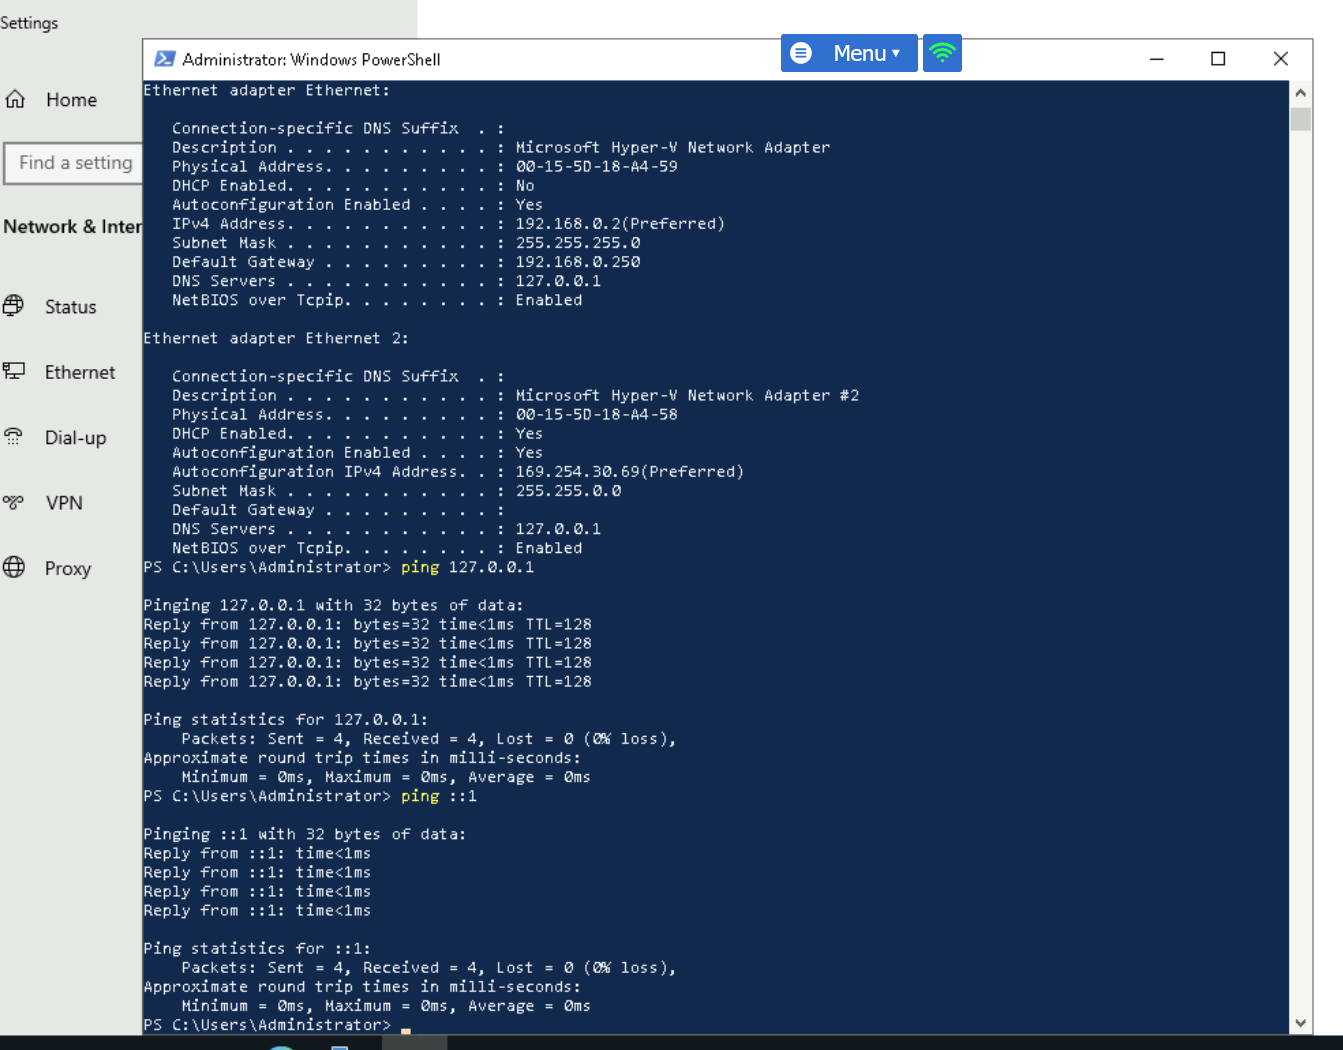 Settings
Home
Find a setting
Network & Inter
Status
Ethernet
Dial-up
VPN
Proxy
Administrator: Windows PowerShell
Menu
Ethernet adapter Ethernet:
Connection-specific DNS Suffix  . :
Description . . . . . . . . . . . : Microsoft Hyper-V Network Adapter
Physical Address. . . . . . . . . : 00-15-5D-18-A4-59
DHCP Enabled. . . . . . . . . . . : No
Autoconfiguration Enabled . . . . : Yes
IPv4 Address. . . . . . . . . . . : 192.168.0.2(Preferred)
Subnet Mask . . . . . . . . . . . : 255.255.255.0
Default Gateway . . . . . . . . . : 192.168.0.250
DNS Servers . . . . . . . . . . . : 127.0.0.1
NetBIOS over Tcpip. . . . . . . . : Enabled
Ethernet adapter Ethernet 2:
Connection-specific DNS Suffix  . :
Description . . . . . . . . . . . : Microsoft Hyper-V Network Adapter #2
Physical Address. . . . . . . . . : 00-15-5D-18-A4-58
DHCP Enabled. . . . . . . . . . . : Yes
Autoconfiguration Enabled . . . . : Yes
Autoconfiguration IPv4 Address. . : 169.254.30.69(Preferred)
Subnet Mask . . . . . . . . . . . : 255.255.0.0
Default Gateway . . . . . . . . . :
DNS Servers . . . . . . . . . . . : 127.0.0.1
NetBIOS over Tcpip. . . . . . . . : Enabled
PS C:\Users\Administrator> ping 127.0.0.1
Pinging 127.0.0.1 with 32 bytes of data:
Reply from 127.0.0.1: bytes=32 time<1ms TTL=128
Reply from 127.0.0.1: bytes=32 time<1ms TTL=128
Reply from 127.0.0.1: bytes=32 time<1ms TTL=128
Reply from 127.0.0.1: bytes=32 time<1ms TTL=128
Ping statistics for 127.0.0.1:
Packets: Sent = 4, Received = 4, Lost = 0 (0% loss),
Approximate round trip times in milli-seconds:
Minimum = 0ms, Maximum = 0ms, Average = 0ms
PS C:\Users\Administrator> ping ::1
Pinging ::1 with 32 bytes of data:
Reply from ::1: time<1ms
Reply from ::1: time<1ms
Reply from ::1: time<1ms
Reply from ::1: time<1ms
Ping statistics for ::1:
Packets: Sent = 4, Received = 4, Lost = 0 (0% loss),
Approximate round trip times in milli-seconds:
Minimum = 0ms, Maximum = 0ms, Average = 0ms
PS C:\Users\Administrator>